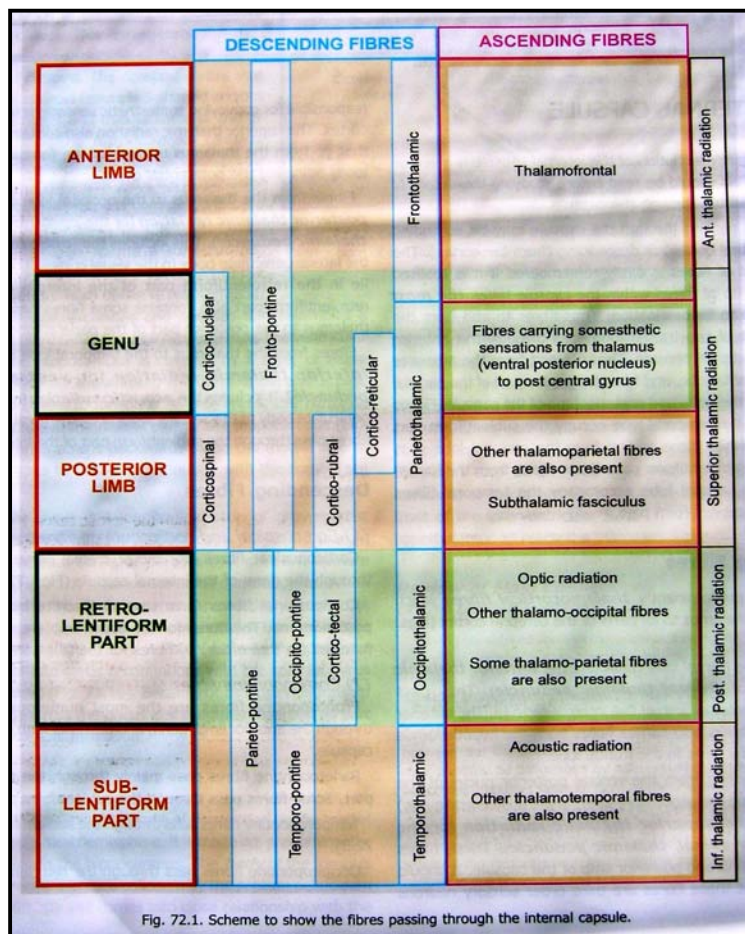 DESCENDING FIBRES
ASCENDING FIBRES
ANTERIOR
LIMB
Fronto-pontine
Frontothalamic
Thalamofrontal
Ant. thalamic radiation
GENU
Cortico-nuclear
Cortico-reticular
Parietothalamic
Fibres carrying somesthetic
sensations from thalamus
(ventral posterior nucleus)
to post central gyrus
Superior thalamic radiation
POSTERIOR
LIMB
Corticospinal
Cortico-rubral
Other thalamoparietal fibres
are also present
Subthalamic fasciculus
RETRO-
LENTIFORM
PART
Parieto-pontine
Occipito-pontine
Cortico-tectal
Occipitothalamic
Optic radiation
Other thalamo-occipital fibres
Some thalamo-parietal fibres
are also present
Post. thalamic radiation
SUB-
LENTIFORM
PART
Temporo-pontine
Temporothalamic
Acoustic radiation
Other thalamotemporal fibres
are also present
Inf. thalamic radiation
Fig. 72.1. Scheme to show the fibres passing through the internal capsule.